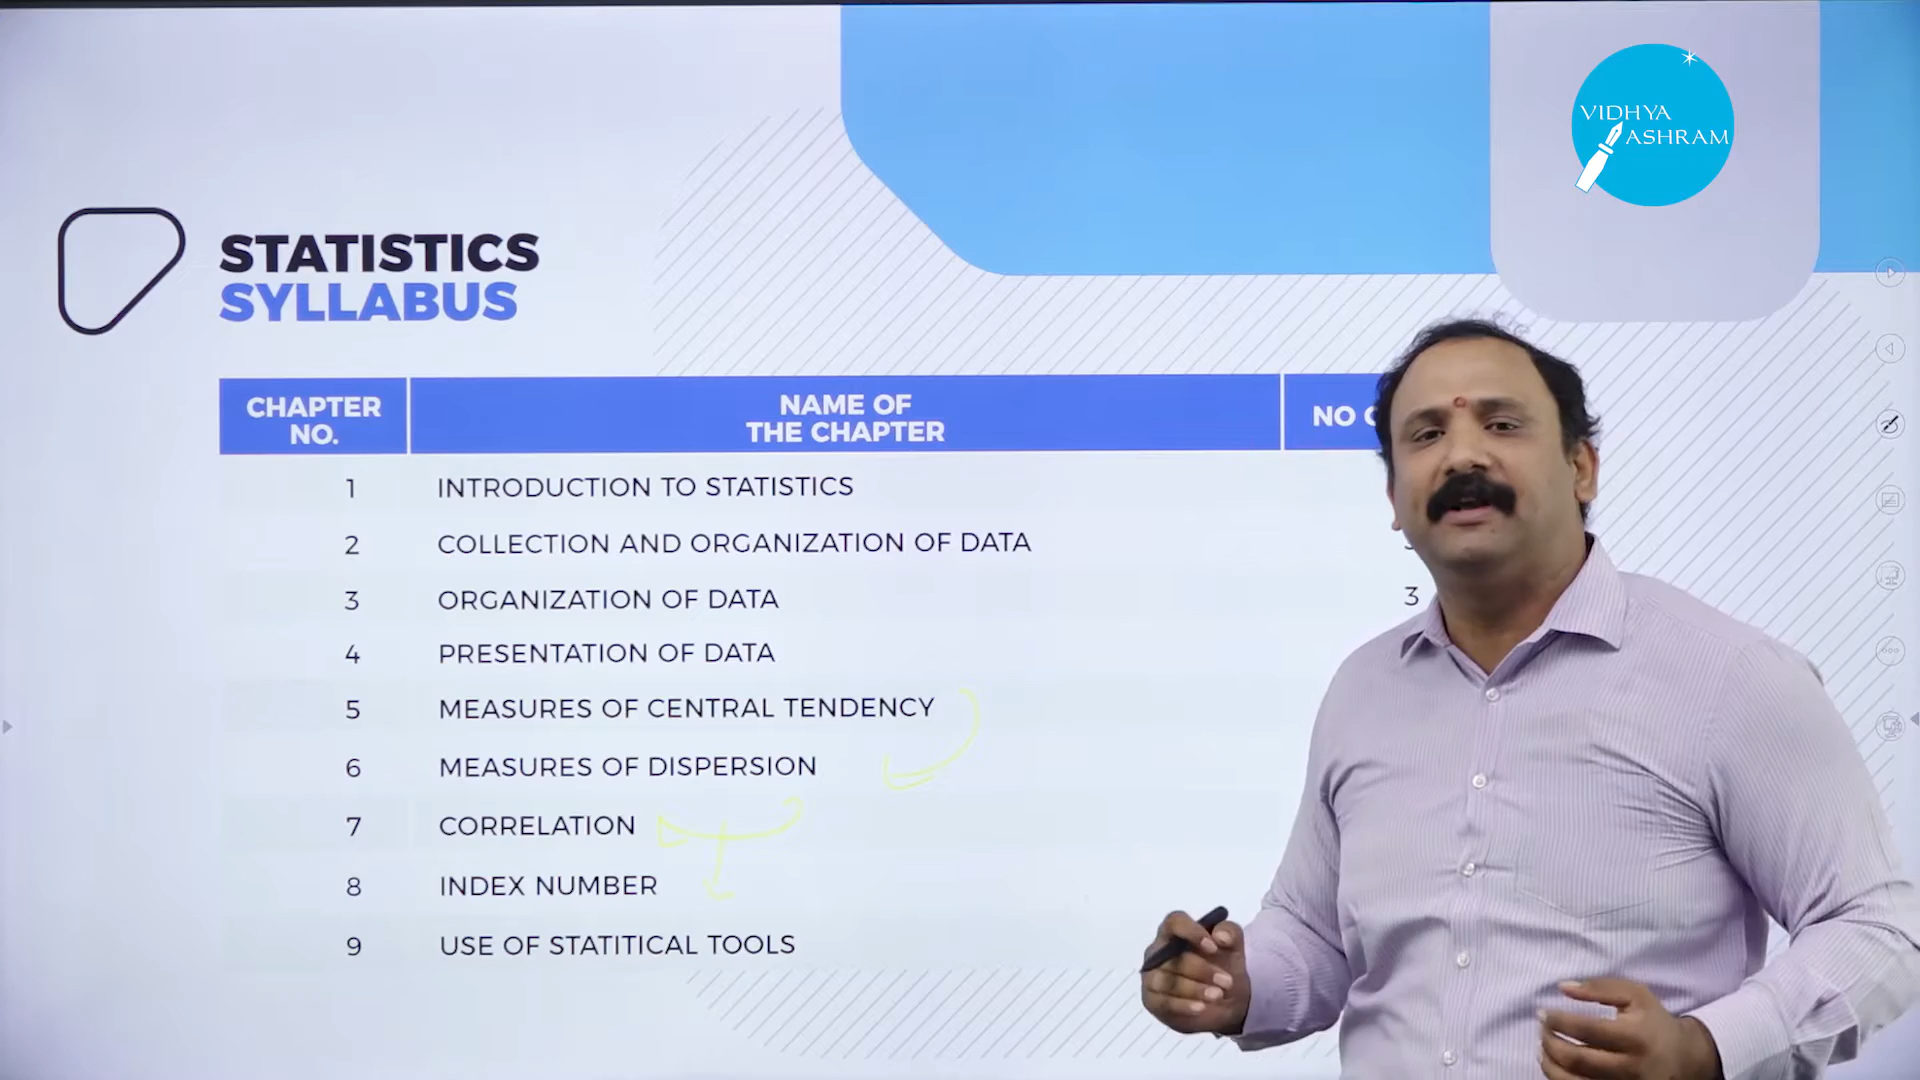 VIDHYA
ASHRAM
STATISTICS
SYLLABUS
CHAPTER
NO.
NAME OF
THE CHAPTER
NO
1 INTRODUCTION TO STATISTICS
2 COLLECTION AND ORGANIZATION OF DATA
3 ORGANIZATION OF DATA 3
4 PRESENTATION OF DATA
5 MEASURES OF CENTRAL TENDENCY
6 MEASURES OF DISPERSION
7 CORRELATION
8 INDEX NUMBER
9 USE OF STATITICAL TOOLS